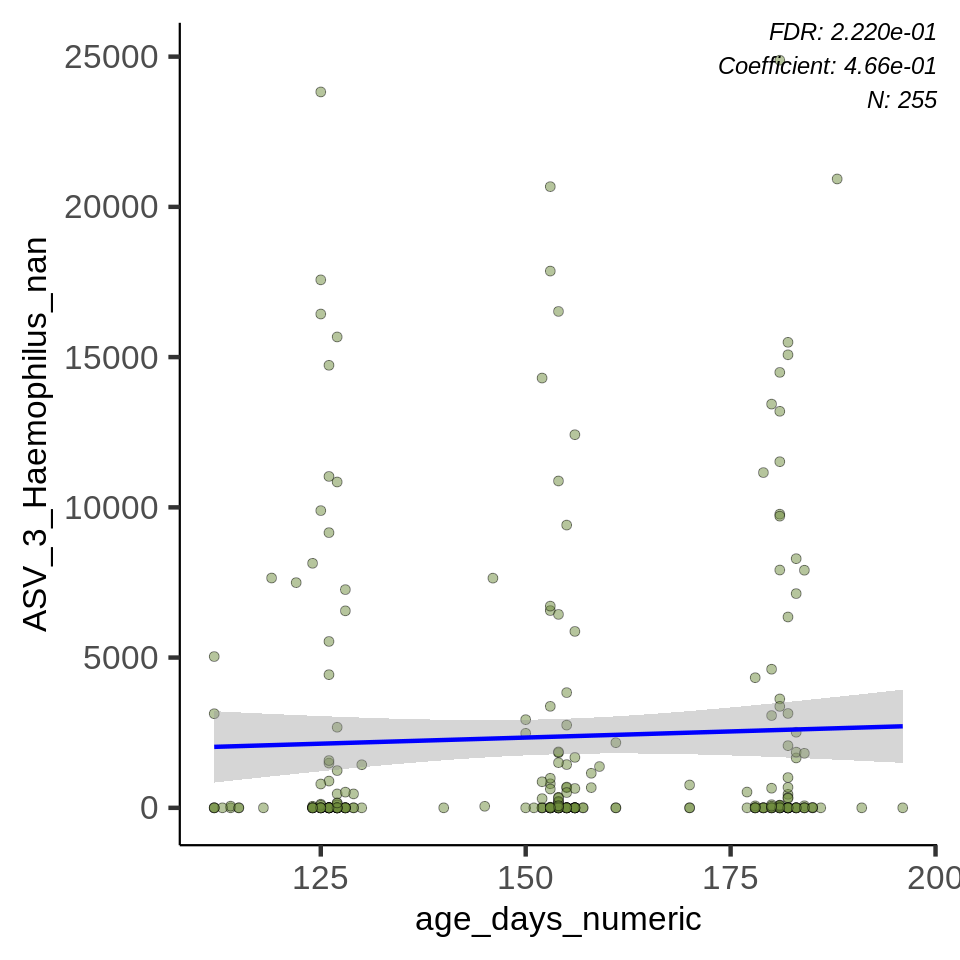 FDR: 2.220e-01
Coefficient: 4.66e-01
N: 255
25000
20000
15000
10000
5000
0
ASV_3_Haemophilus_nan
125
150
175
200
age_days_numeric